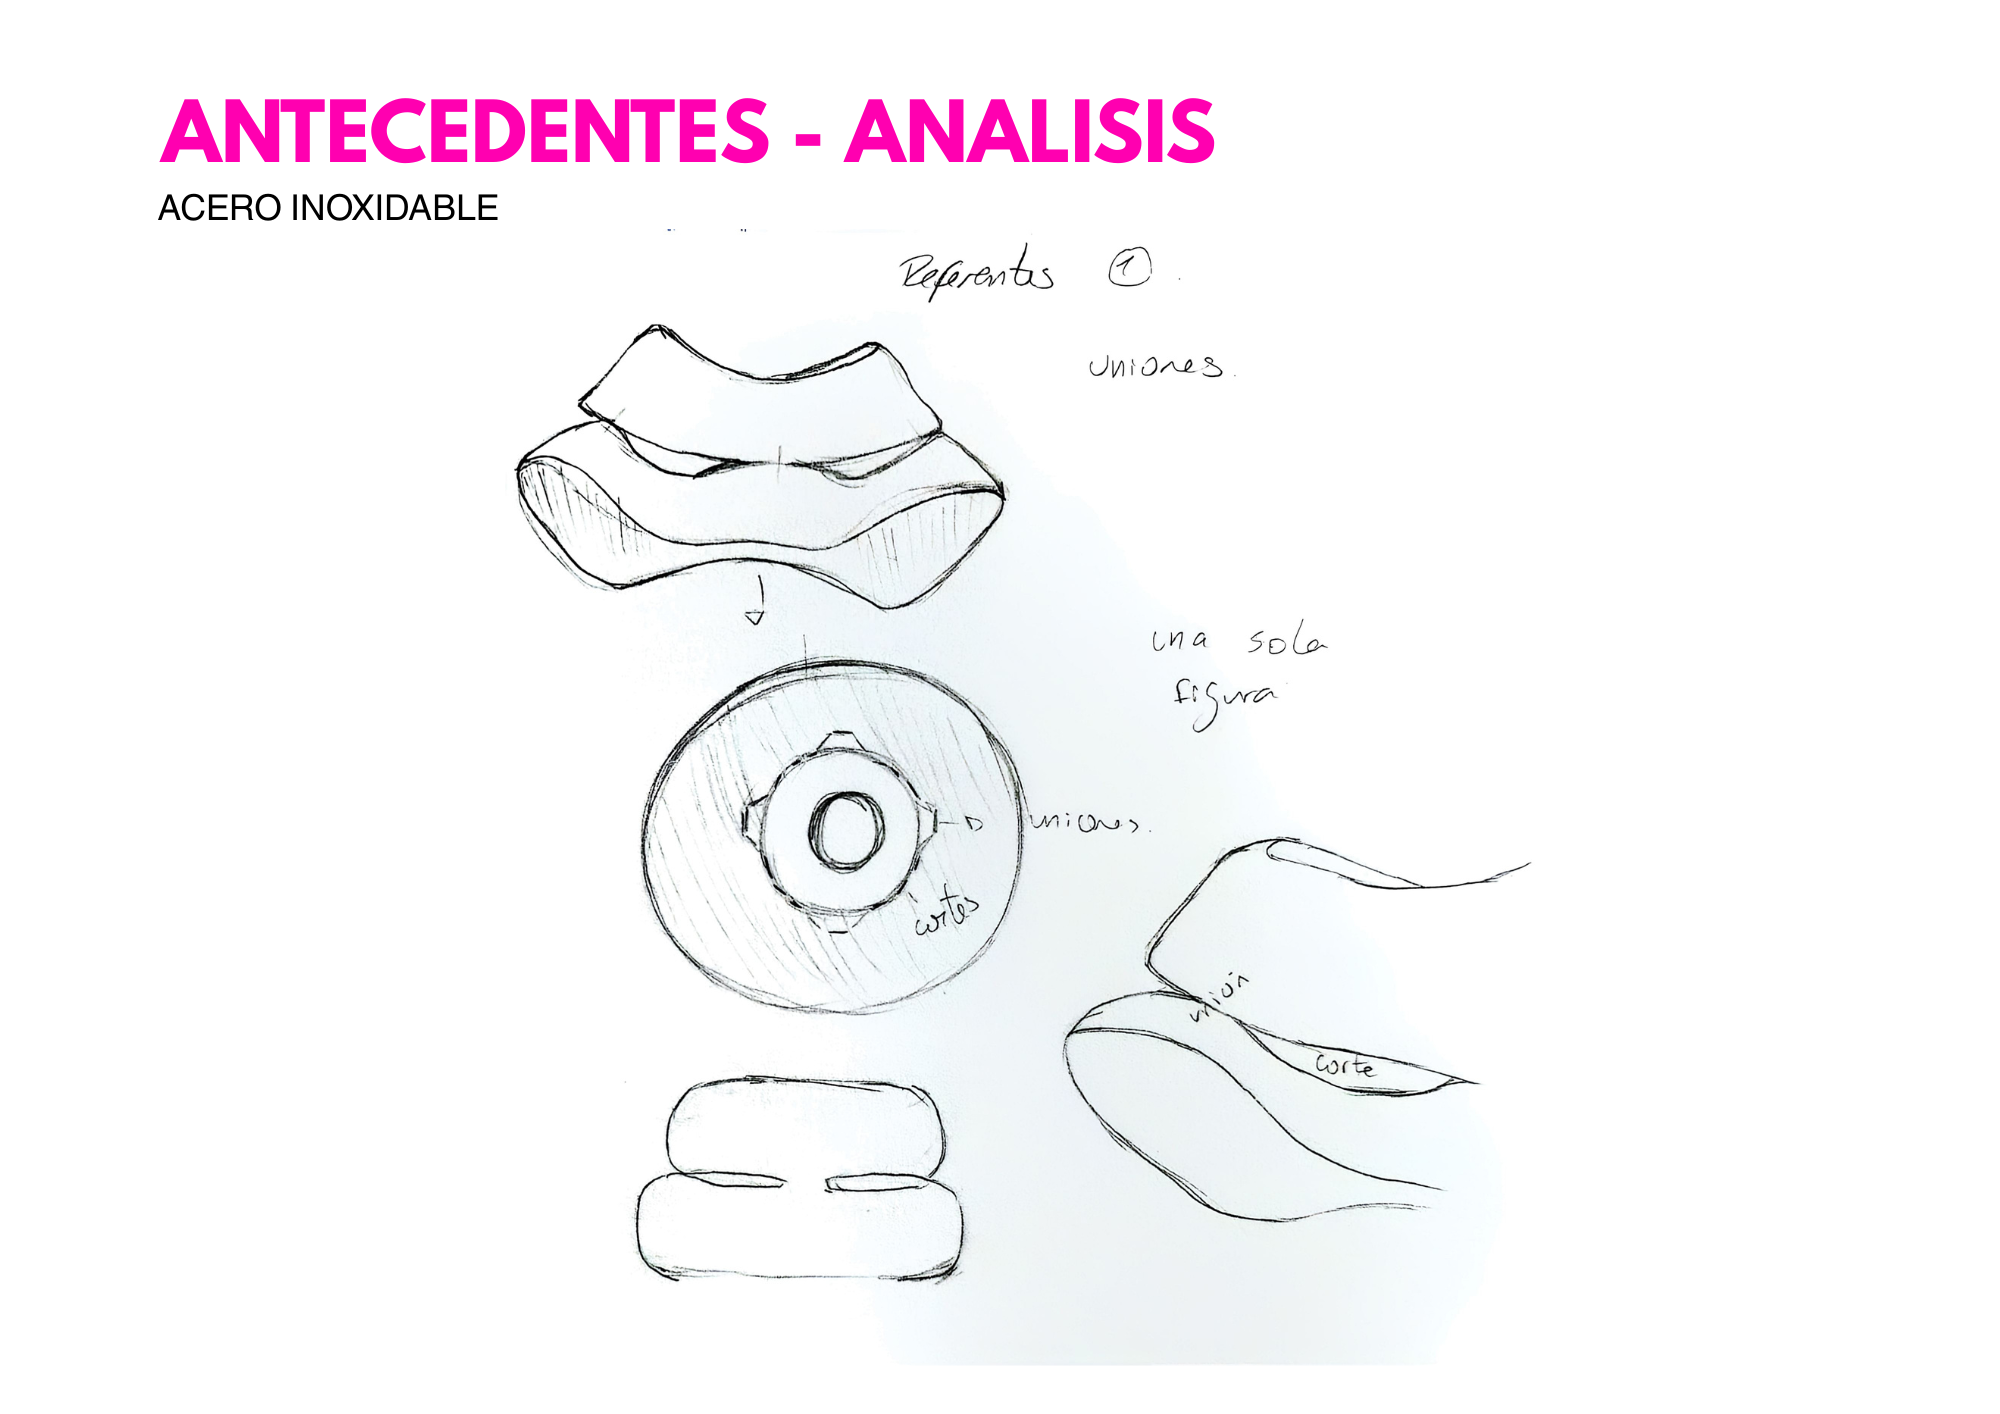 ANTECEDENTES - ANALISIS
ACERO INOXIDABLE
Referentes 1
uniones.
una sola
figura
uniones.
cortes
unión
corte